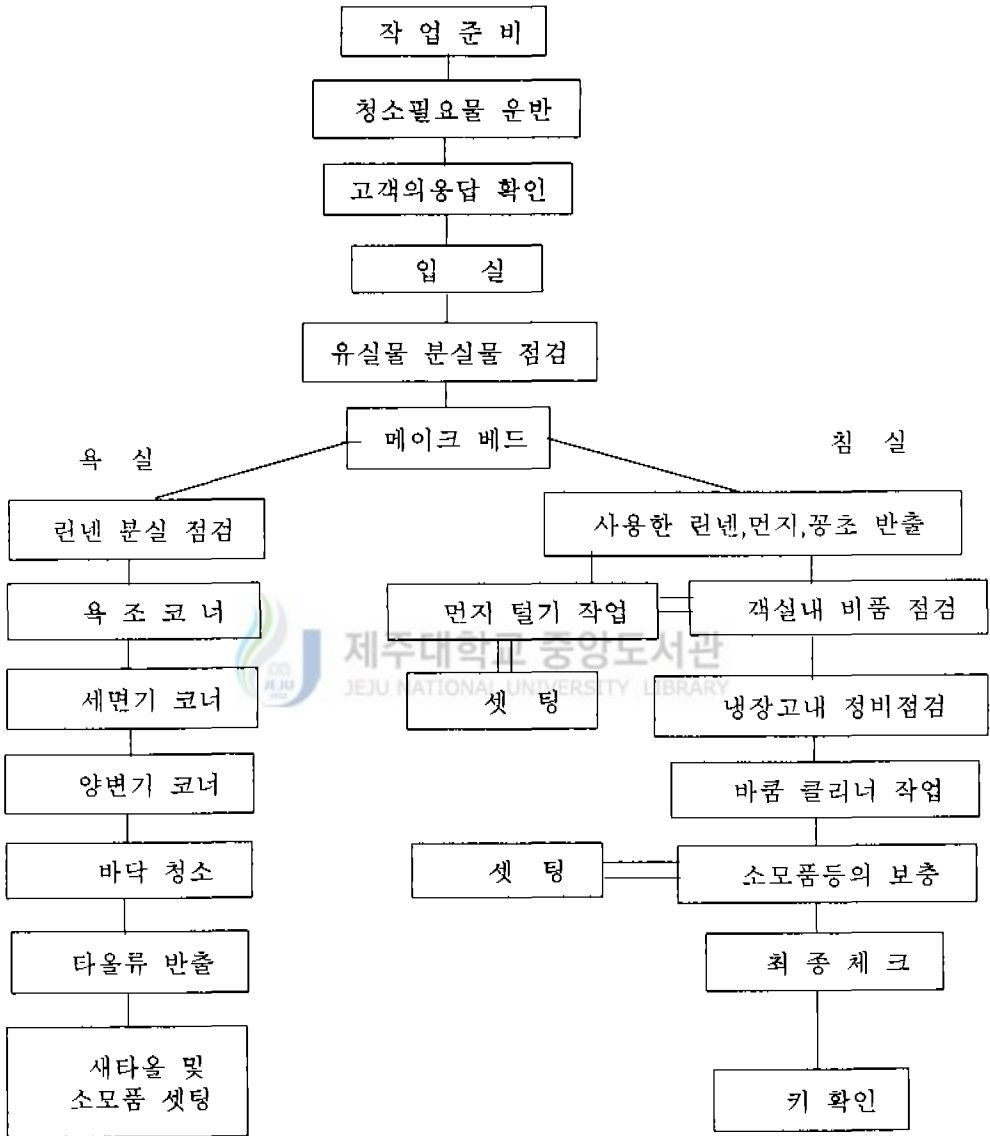 작 업 준 비
청소필요물 운반
고객의응답 확인
입 실
유실물 분실물 점검
메이크 베드
욕 실
침 실
린넨 분실 점검
사용한 린넨,먼지,꽁초 반출
욕 조 코 너
먼지 털기 작업
객실내 비품 점검
세면기 코너
셋 팅
냉장고내 정비점검
양변기 코너
바쿰 클리너 작업
바닥 청소
셋 팅
소모품등의 보충
타올류 반출
최 종 체 크
새타올 및
소모품 셋팅
키 확인
제주대학교 중앙도서관
JEJU NATIONAL UNIVERSITY LIBRARY
JEJU